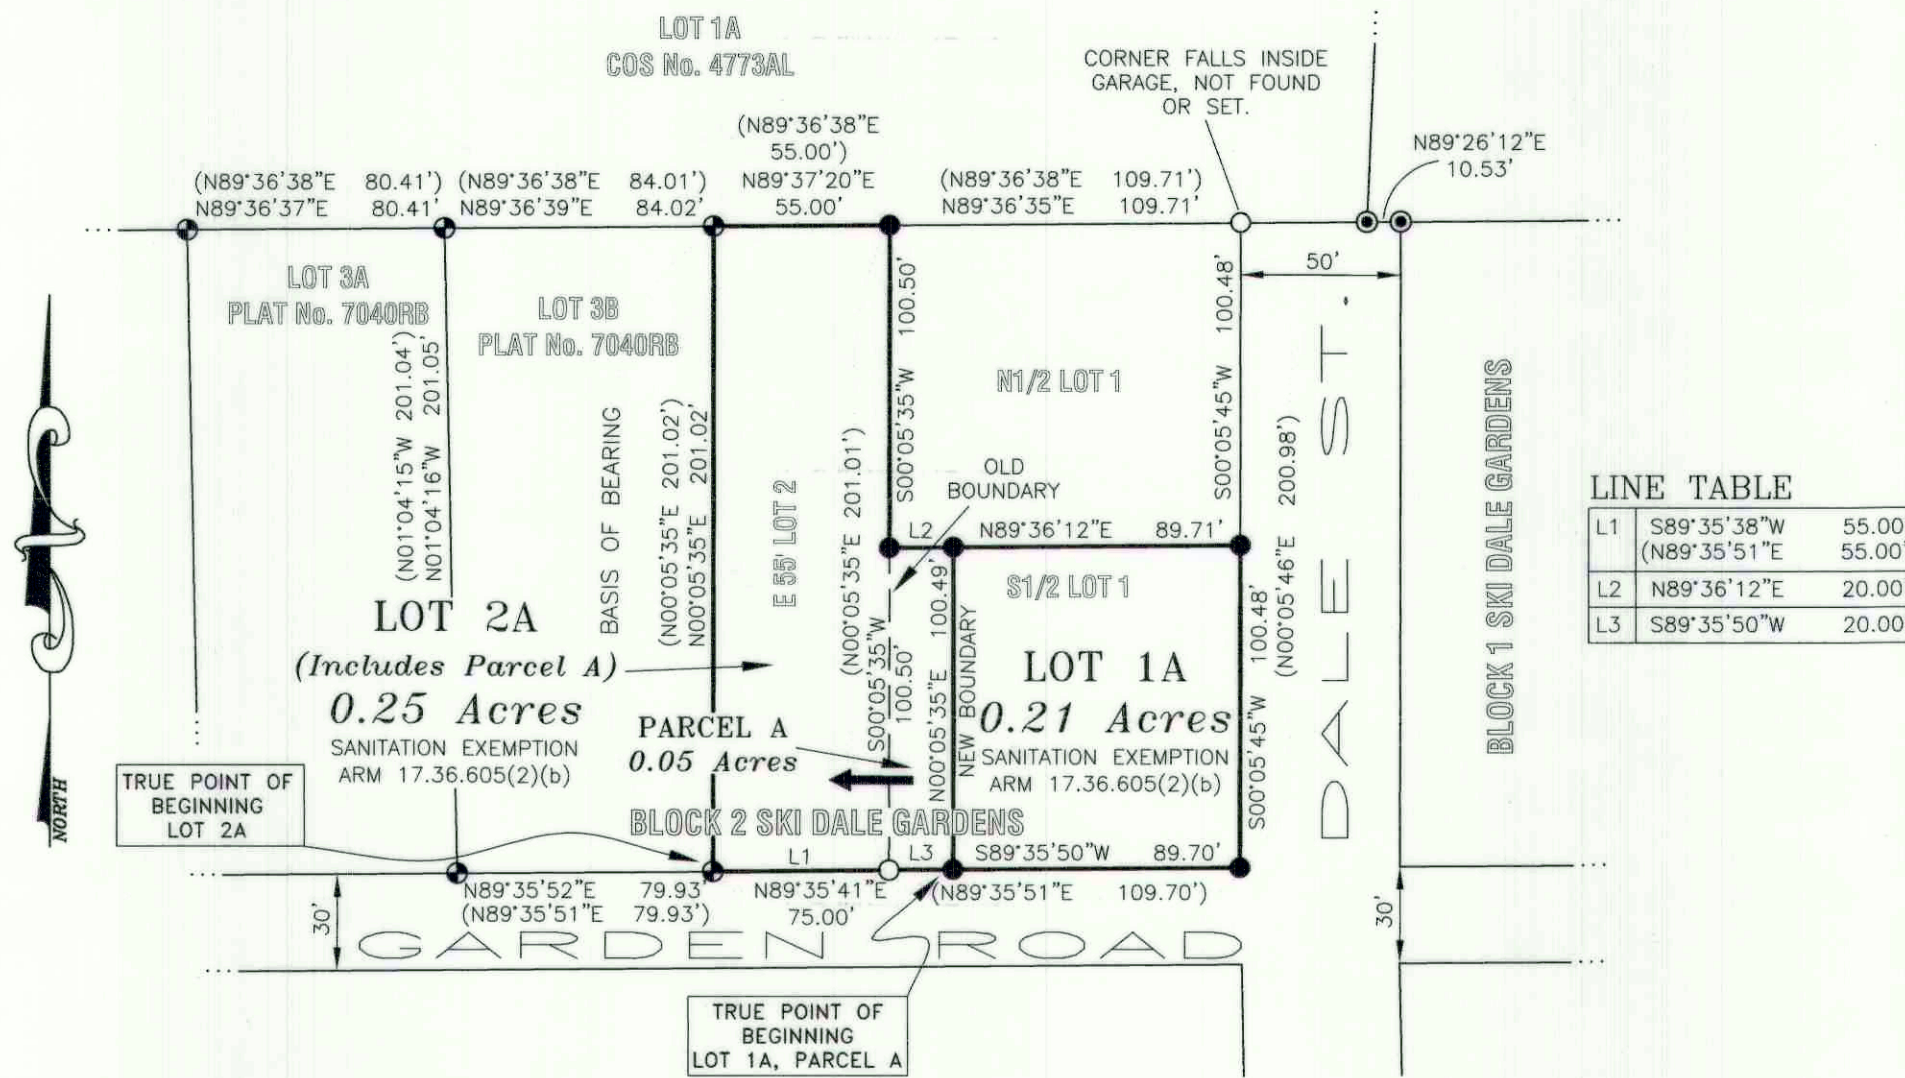 LOT 1A
COS No. 4773AL
CORNER FALLS INSIDE
GARAGE, NOT FOUND
OR SET.
N89°26'12"E
10.53'
(N89°36'38"E
55.00')
N89°37'20"E
55.00'
(N89°36'38"E 80.41')
N89°36'37"E 80.41'
(N89°36'38"E 84.01')
N89°36'39"E 84.02'
(N89°36'38"E 109.71')
N89°36'35"E 109.71'
50'
LOT 3A
PLAT No. 7040RB
LOT 3B
PLAT No. 7040RB
(N01°04'15"W 201.04')
N01°04'16"W 201.05'
BASIS OF BEARING
(N00°05'35"E 201.02')
N00°05'35"E 201.02'
E 55' LOT 2
(N00°05'35"E 201.01')
S00°05'35"W 100.50'
N1/2 LOT 1
S00°05'45"W 100.48'
(N00°05'46"E 200.98')
OLD
BOUNDARY
L2
N89°36'12"E 89.71'
S1/2 LOT 1
S00°05'35"W
100.50'
N00°05'35"E 100.49'
NEW BOUNDARY
S00°05'45"W 100.48'
LOT 2A
(Includes Parcel A)
0.25 Acres
SANITATION EXEMPTION
ARM 17.36.605(2)(b)
PARCEL A
0.05 Acres
LOT 1A
0.21 Acres
SANITATION EXEMPTION
ARM 17.36.605(2)(b)
DALE ST.
BLOCK 1 SKI DALE GARDENS
LINE TABLE
L1 S89°35'38"W 55.00
(N89°35'51"E 55.00'
L2 N89°36'12"E 20.00
L3 S89°35'50"W 20.00
NORTH
TRUE POINT OF
BEGINNING
LOT 2A
BLOCK 2 SKI DALE GARDENS
L1
L3
S89°35'50"W 89.70'
N89°35'52"E 79.93'
(N89°35'51"E 79.93')
N89°35'41"E
75.00'
(N89°35'51"E 109.70')
30'
30'
GARDENS ROAD
TRUE POINT OF
BEGINNING
LOT 1A, PARCEL A